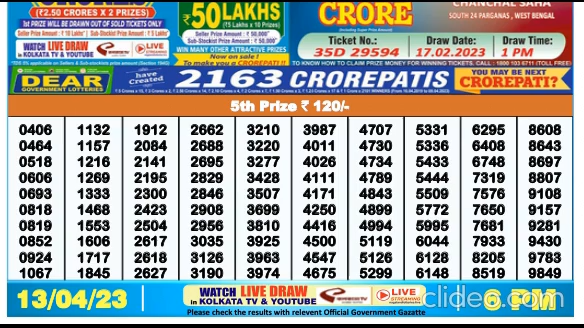 (₹2.50 CRORES X 2 PRIZES)
1st PRIZE WILL BE DRAWN OUT OF SOLD TICKETS ONLY
WATCH LIVE DRAW
in KOLKATA TV & YOUTUBE
LIVE
₹50 LAKHS
(₹5 Lakhs x 10 Prizes)
WIN MANY OTHER ATTRACTIVE PRIZES
Now on sale!
CRORE
CHANCHAL SAHA
SOUTH 24 PARGANAS, WEST BENGAL
Ticket No.: Draw Date: Draw Time:
35D 29594 17.02.2023 1 PM
DEAR
GOVERNMENT LOTTERIES
have Created
2163 CROREPATIS
YOU MAY BE NEXT
CROREPATI?
5th Prize ₹ 120/-
0406 1132 1912 2662 3210 3987 4707 5331 6295 8608
0464 1157 2084 2688 3220 4011 4730 5336 6408 8643
0518 1216 2141 2695 3277 4026 4734 5433 6748 8697
0606 1269 2195 2829 3428 4111 4789 5444 7319 8807
0693 1333 2300 2846 3507 4171 4843 5509 7576 9108
0818 1468 2423 2908 3699 4250 4899 5772 7650 9157
0819 1553 2504 2956 3810 4416 4994 5995 7681 9281
0852 1606 2617 3035 3925 4500 5119 6044 7933 9430
0924 1717 2618 3126 3963 4547 5126 6128 8205 9783
1067 1845 2627 3190 3974 4675 5299 6148 8519 9849
13/04/23
WATCH LIVE DRAW
in KOLKATA TV & YOUTUBE
LIVE
STREAMING
clideo.com
8 PM
Please check the results with relevent Official Government Gazatte